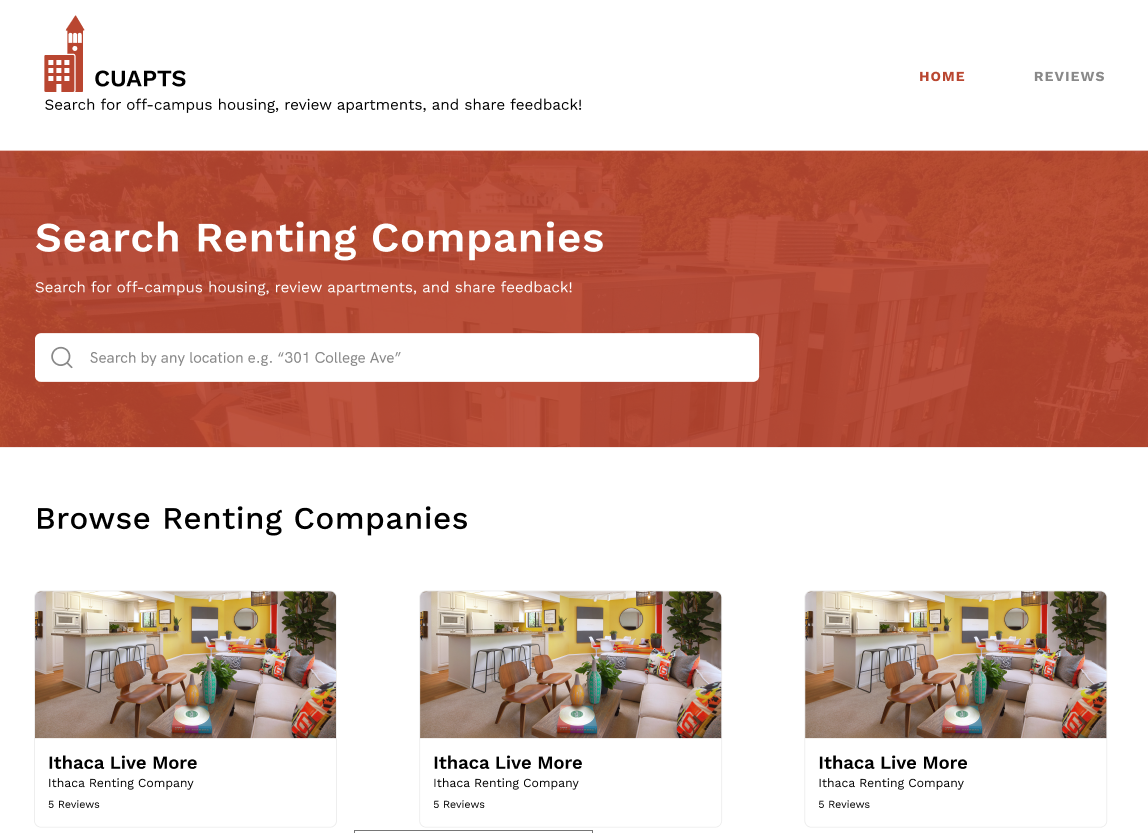 CUAPTS
Search for off-campus housing, review apartments, and share feedback!
HOME
REVIEWS
Search Renting Companies
Search for off-campus housing, review apartments, and share feedback!
Search by any location e.g. “301 College Ave”
Browse Renting Companies
Ithaca Live More
Ithaca Renting Company
5 Reviews
Ithaca Live More
Ithaca Renting Company
5 Reviews
Ithaca Live More
Ithaca Renting Company
5 Reviews